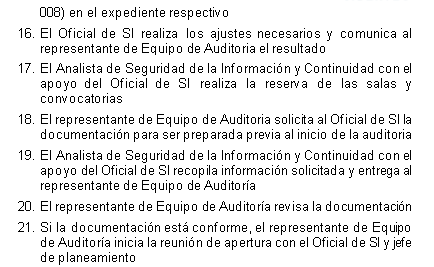 008) en el expediente respectivo
16. El Oficial de SI realiza los ajustes necesarios y comunica al
representante de Equipo de Auditoria el resultado
17. El Analista de Seguridad de la Información y Continuidad con el
apoyo del Oficial de SI realiza la reserva de las salas y
convocatorias
18. El representante de Equipo de Auditoria solicita al Oficial de SI la
documentación para ser preparada previa al inicio de la auditoria
19. El Analista de Seguridad de la Información y Continuidad con el
apoyo del Oficial de SI recopila información solicitada y entrega al
representante de Equipo de Auditoría
20. El representante de Equipo de Auditoría revisa la documentación
21. Si la documentación está conforme, el representante de Equipo
de Auditoría inicia la reunión de apertura con el Oficial de SI y jefe
de planeamiento